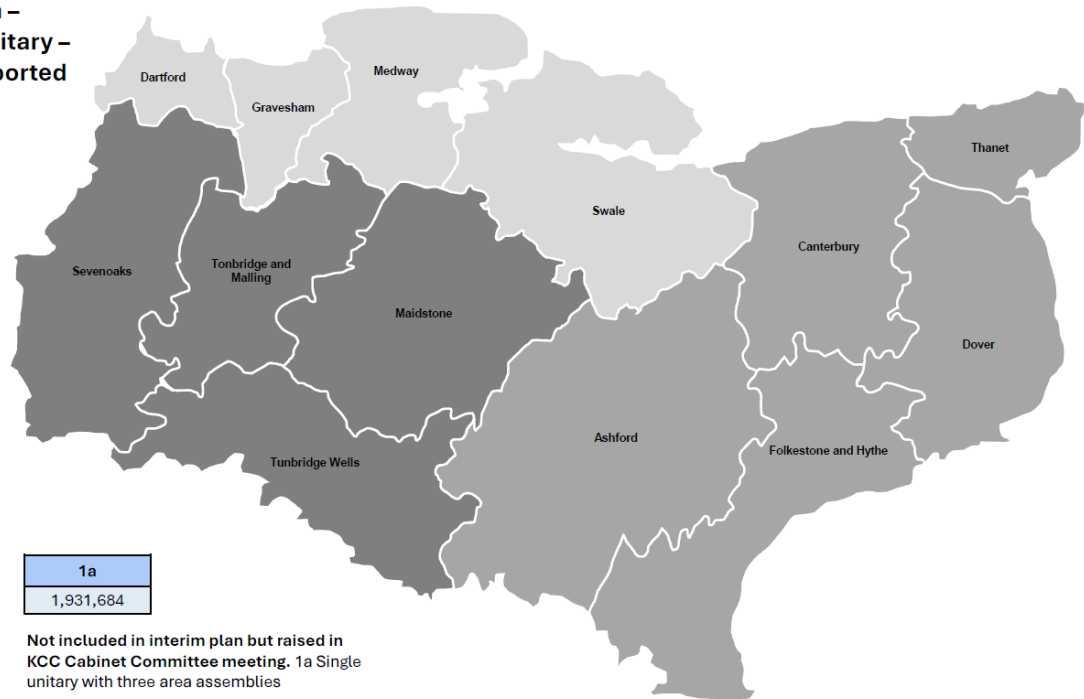 –
itary –
ported
Dartford
Gravesham
Medway
Thanet
Swale
Canterbury
Sevenoaks
Tonbridge and
Malling
Maidstone
Dover
Ashford
Folkestone and Hythe
Tunbridge Wells
1a
1,931,684
Not included in interim plan but raised in
KCC Cabinet Committee meeting. 1a Single
unitary with three area assemblies